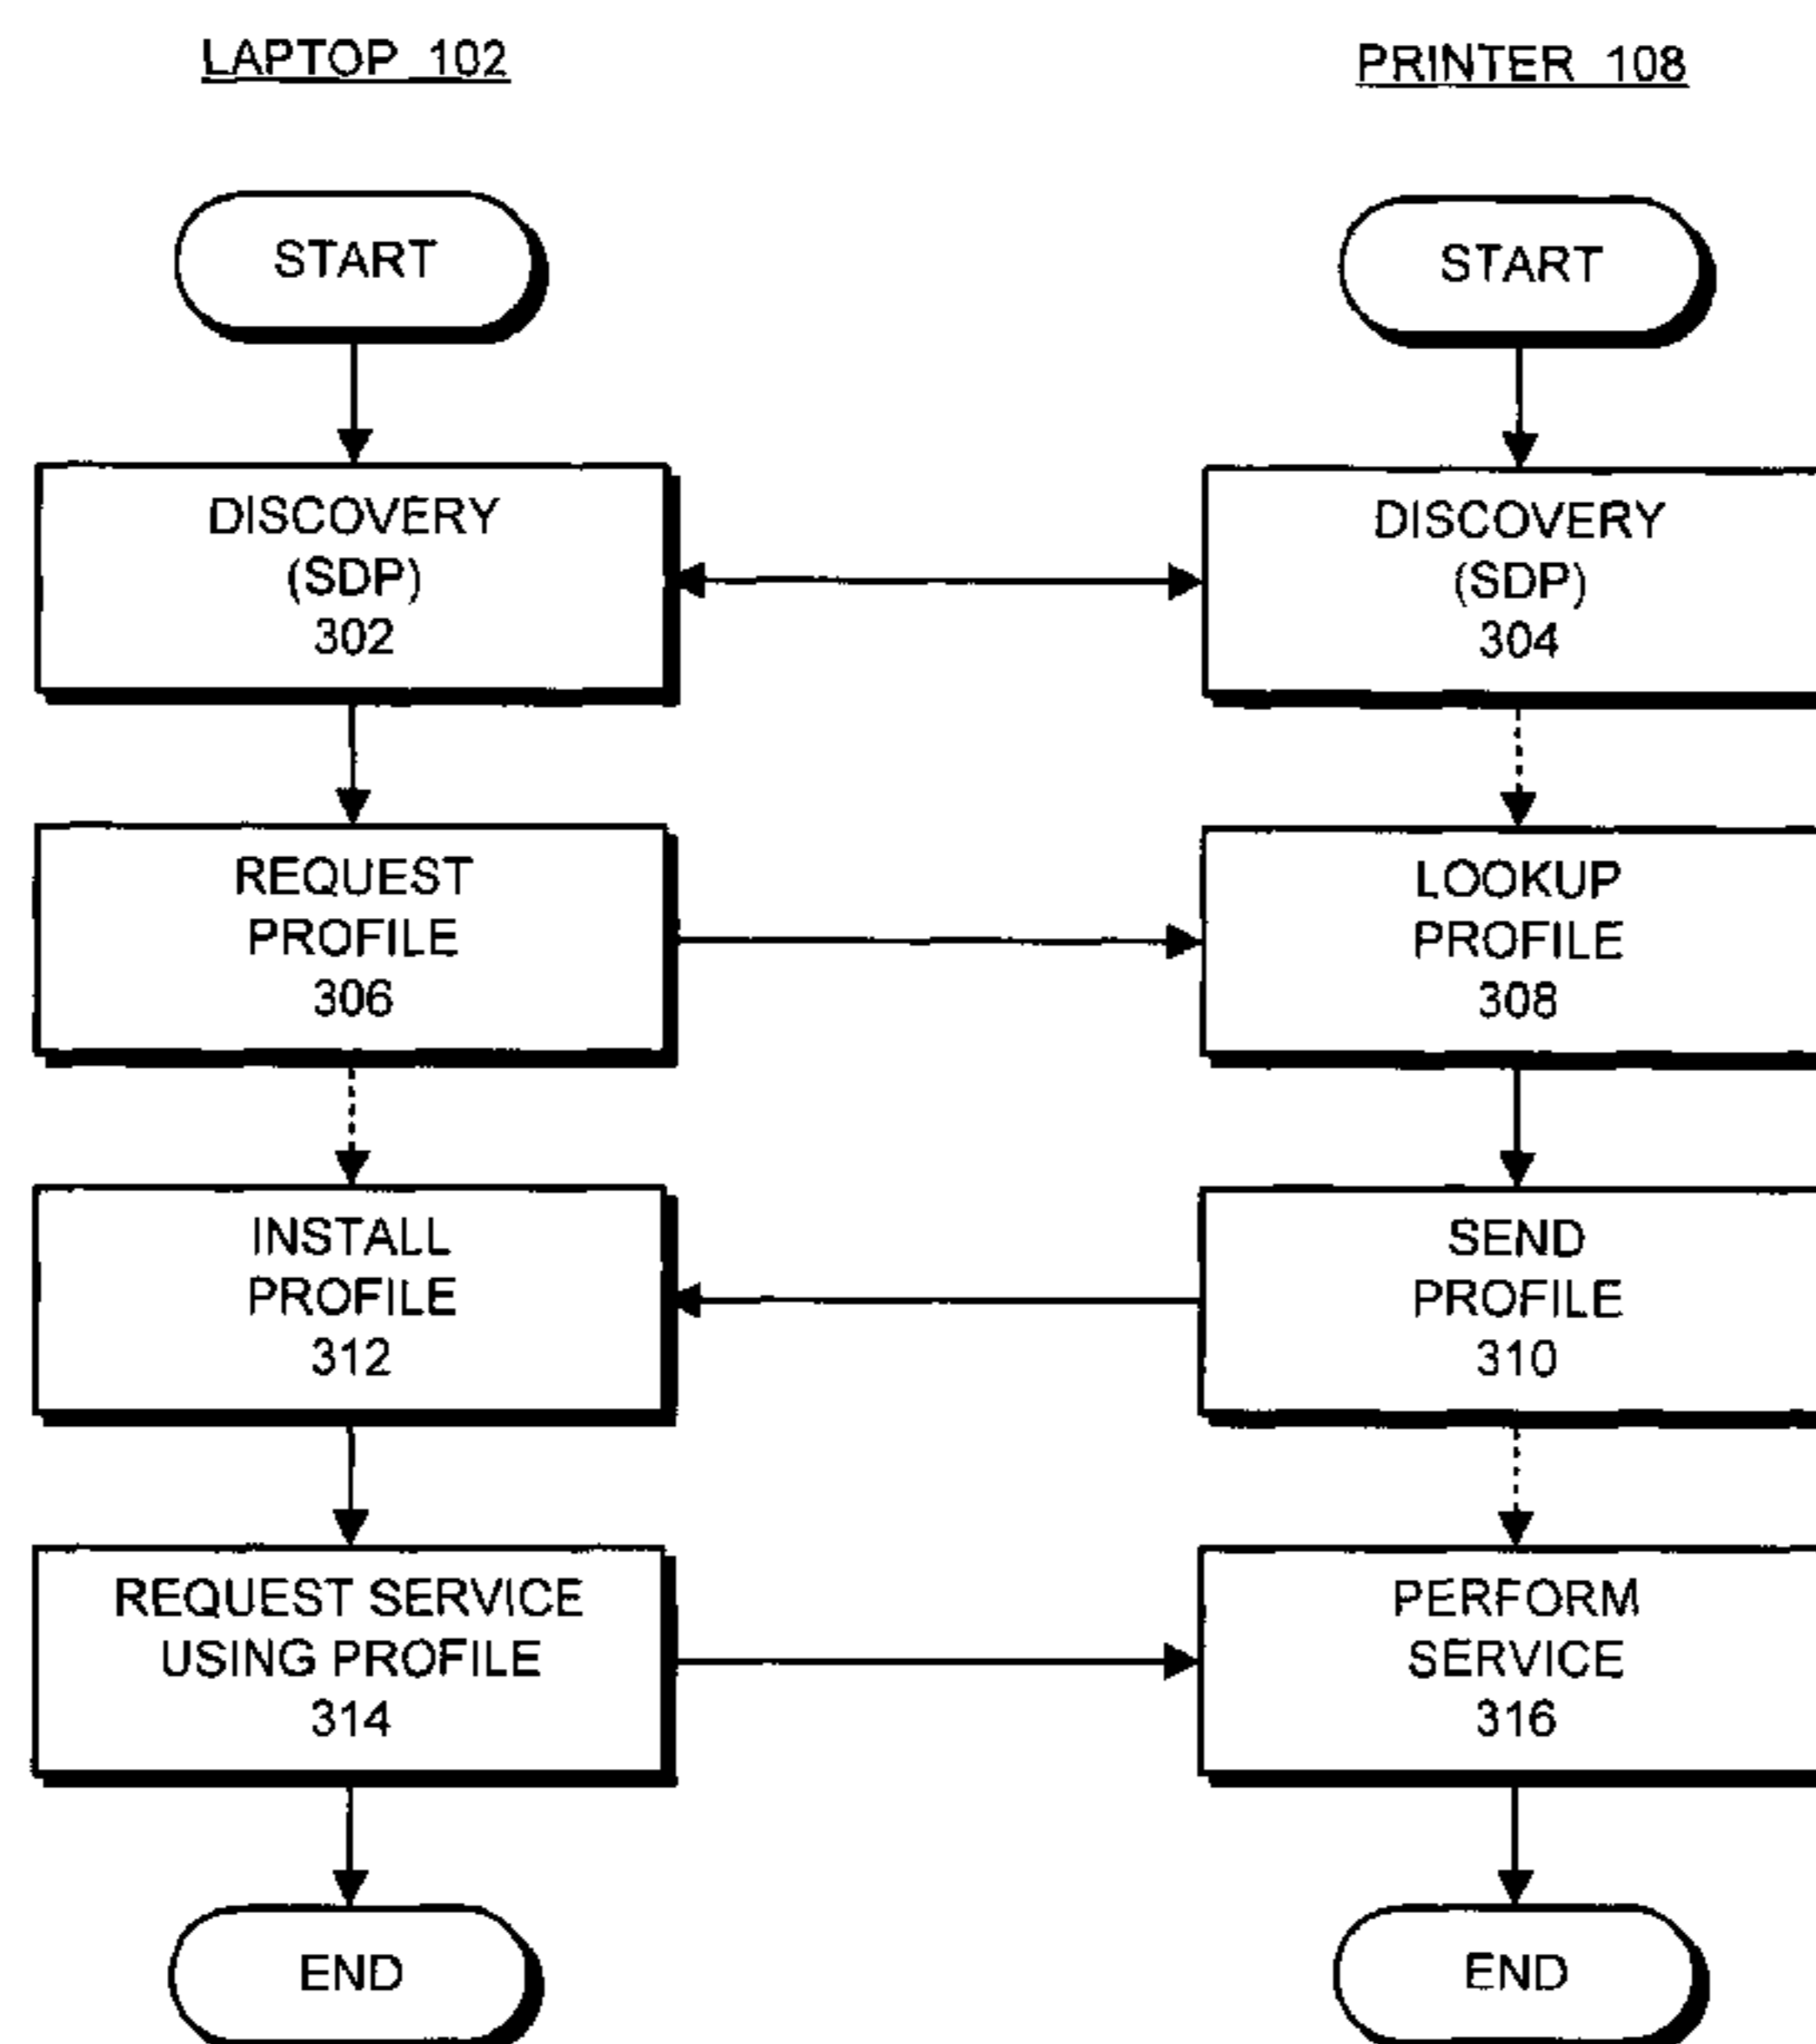 LAPTOP 102
PRINTER 108
START
START
DISCOVERY
(SDP)
302
DISCOVERY
(SDP)
304
REQUEST
PROFILE
306
LOOKUP
PROFILE
308
INSTALL
PROFILE
312
SEND
PROFILE
310
REQUEST SERVICE
USING PROFILE
314
PERFORM
SERVICE
316
END
END